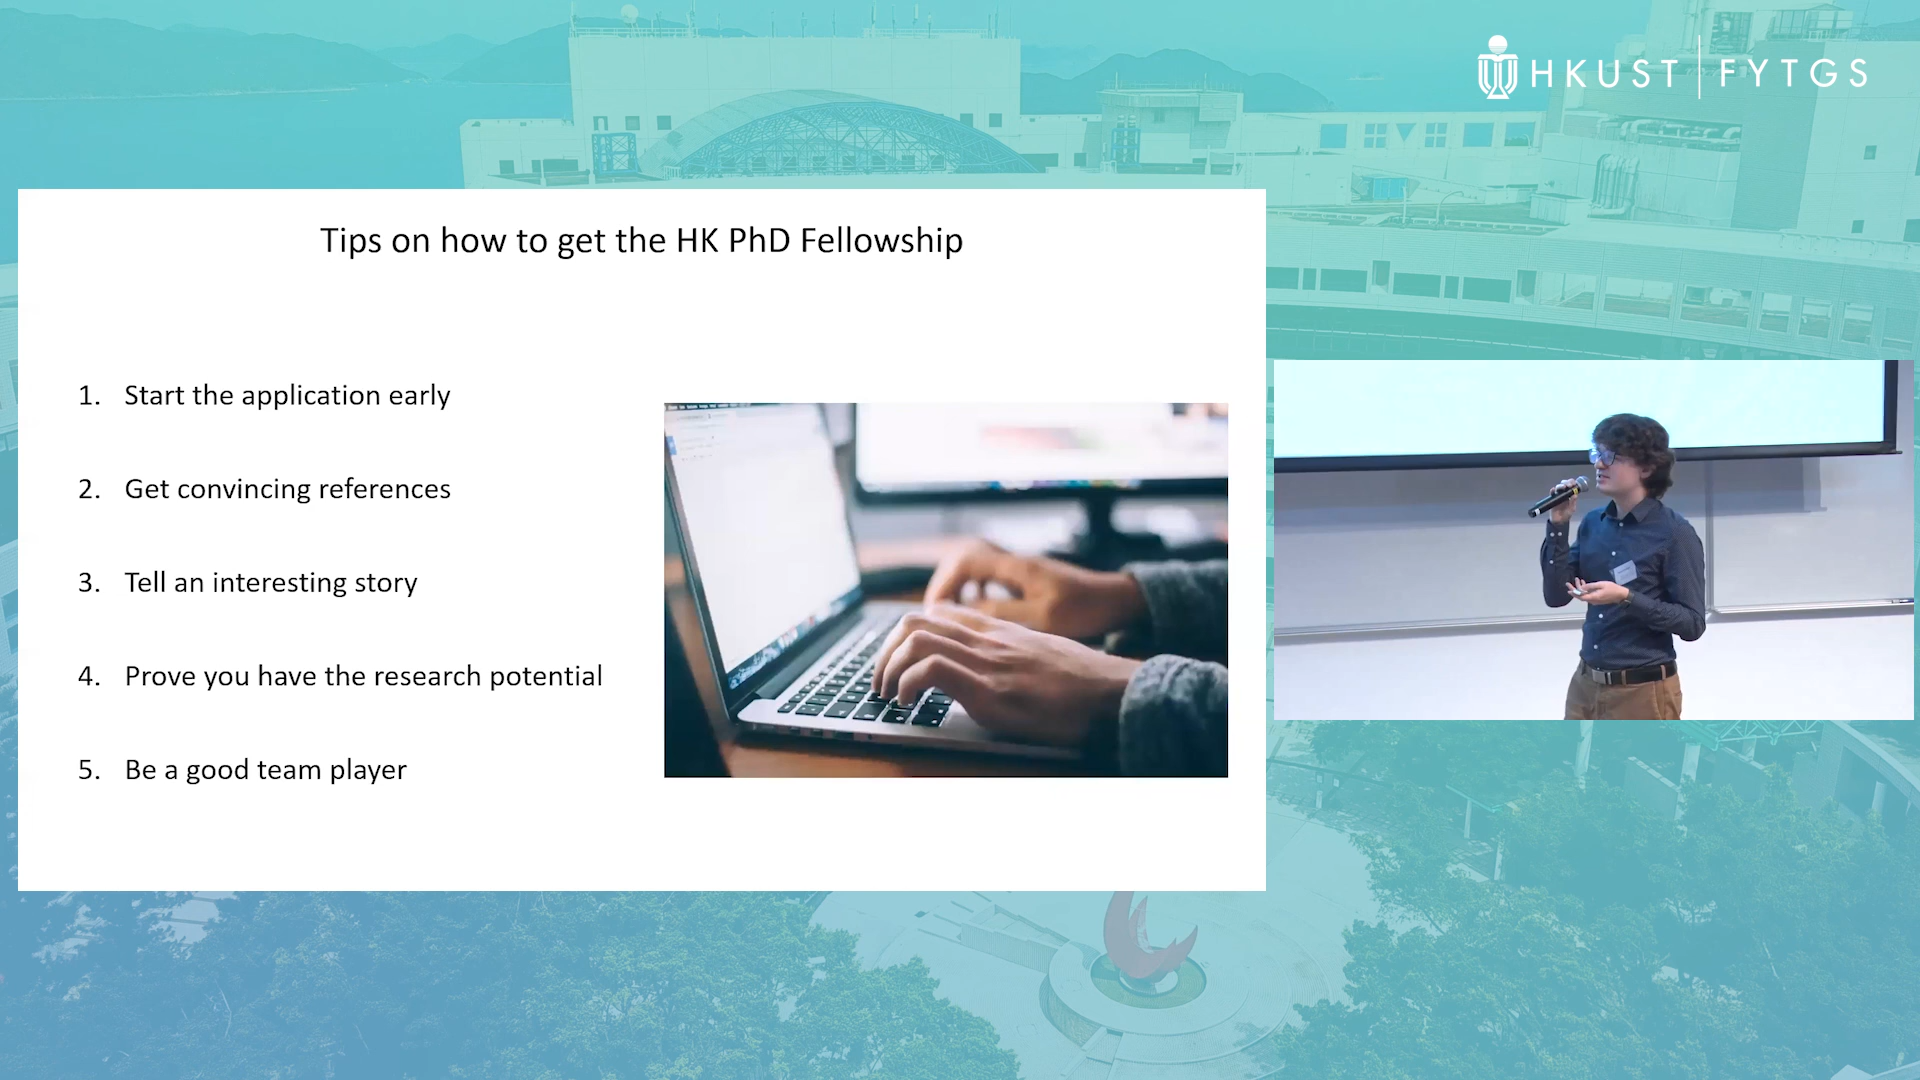 HKUST | FYTGS
Tips on how to get the HK PhD Fellowship
1. Start the application early
2. Get convincing references
3. Tell an interesting story
4. Prove you have the research potential
5. Be a good team player